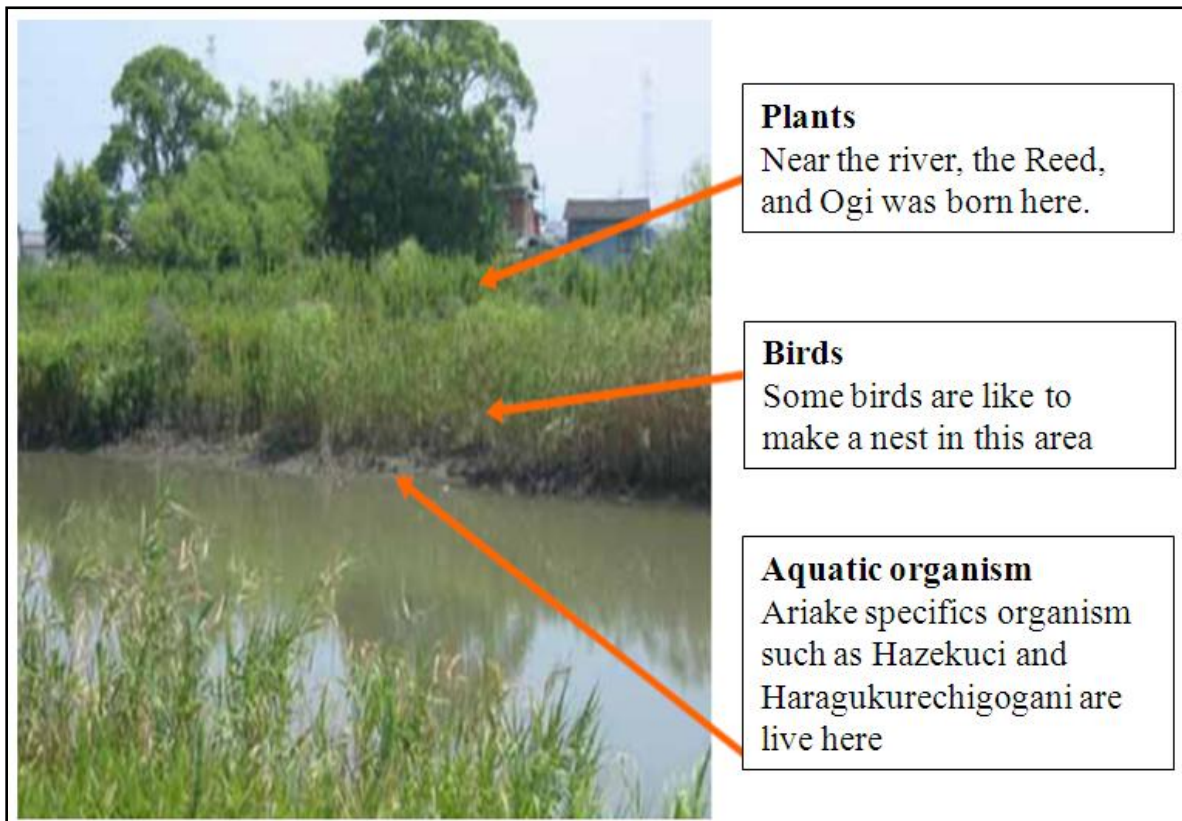 Plants
Near the river, the Reed,
and Ogi was born here.
Birds
Some birds are like to
make a nest in this area
Aquatic organism
Ariake specifics organism
such as Hazekuci and
Haragukurechigogani are
live here